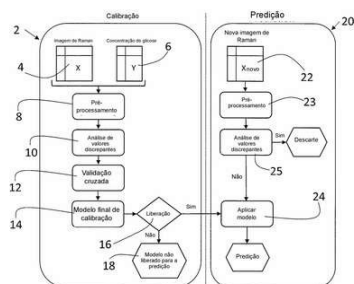 Calibração
Predição
20
2
Imagem de Raman
Concentração de glicose
6
Nova imagem de
Raman
4
X
Y
Xnovo
22
8
Pré-
processamento
Pré-
processamento
23
10
Análise de
valores
discrepantes
Análise de
valores
discrepantes
Sim
Descarte
25
12
Validação
cruzada
Não
24
14
Modelo final de
calibração
Liberação
Sim
Aplicar
modelo
16
Não
18
Modelo não
liberado para a
predição
Predição